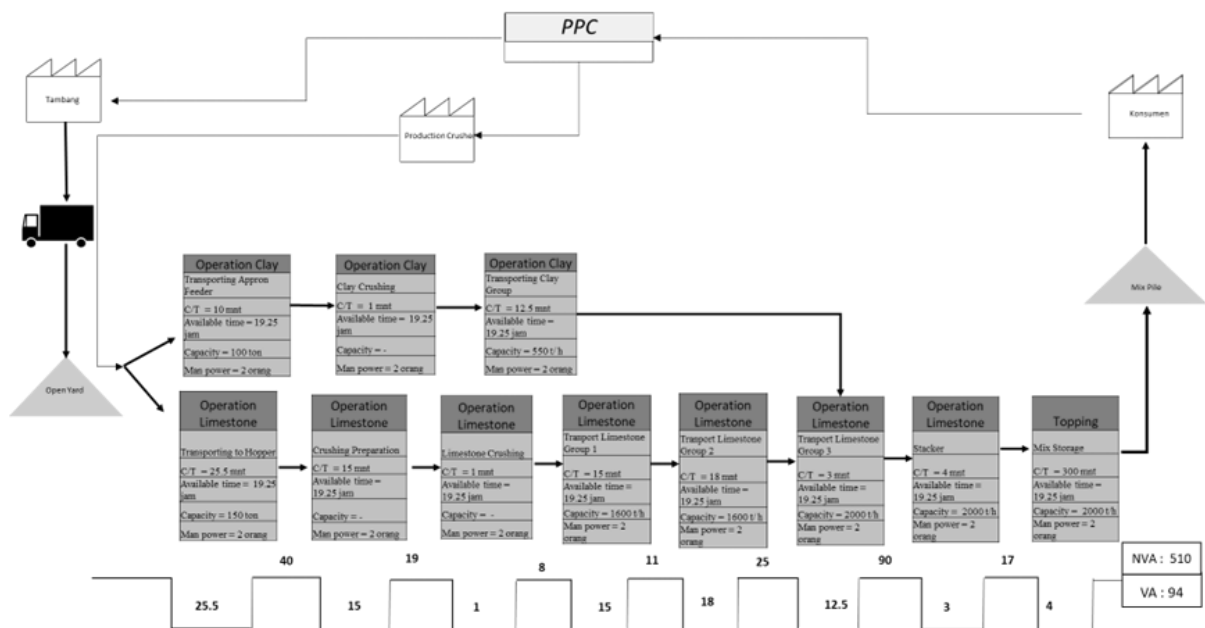 PPC
Tambang
Production Crushe
Konsumen
Open Yard
Mix Pile
Operation Clay
Transporting Appron
Feeder
C/T = 10 mnt
Available time = 19.25
jam
Capacity = 100 ton
Man power = 2 orang
Operation Clay
Clay Crushing
C/T = 1 mnt
Available time = 19.25
jam
Capacity = -
Man power = 2 orang
Operation Clay
Transporting Clay
Group
C/T = 12.5 mnt
Available time =
19.25 jam
Capacity = 550 t/h
Man power = 2 orang
Operation
Limestone
Transporting to Hopper
C/T = 25.5 mnt
Available time = 19.25
jam
Capacity = 150 ton
Man power = 2 orang
Operation
Limestone
Crushing Preparation
C/T = 15 mnt
Available time =
19.25 jam
Capacity = -
Man power = 2 orang
Operation
Limestone
Limestone Crushing
C/T = 1 mnt
Available time =
19.25 jam
Capacity = -
Man power = 2 orang
Operation
Limestone
Tranport Limestone
Group 1
C/T = 15 mnt
Available time =
19.25 jam
Capacity = 1600 t/h
Man power = 2
orang
Operation
Limestone
Tranport Limestone
Group 2
C/T = 18 mnt
Available time =
19.25 jam
Capacity = 1600 t/h
Man power = 2
orang
Operation
Limestone
Tranport Limestone
Group 3
C/T = 3 mnt
Available time =
19.25 jam
Capacity = 2000 t/h
Man power = 2
orang
Operation
Limestone
Stacker
C/T = 4 mnt
Available time =
19.25 jam
Capacity = 2000 t/h
Man power = 2
orang
Topping
Mix Storage
C/T = 300 mnt
Available time =
19.25 jam
Capacity = 2000 t/h
Man power = 2
orang
40 19 8 11 25 90 17
25.5 15 1 15 18 12.5 3 4
NVA : 510
VA : 94